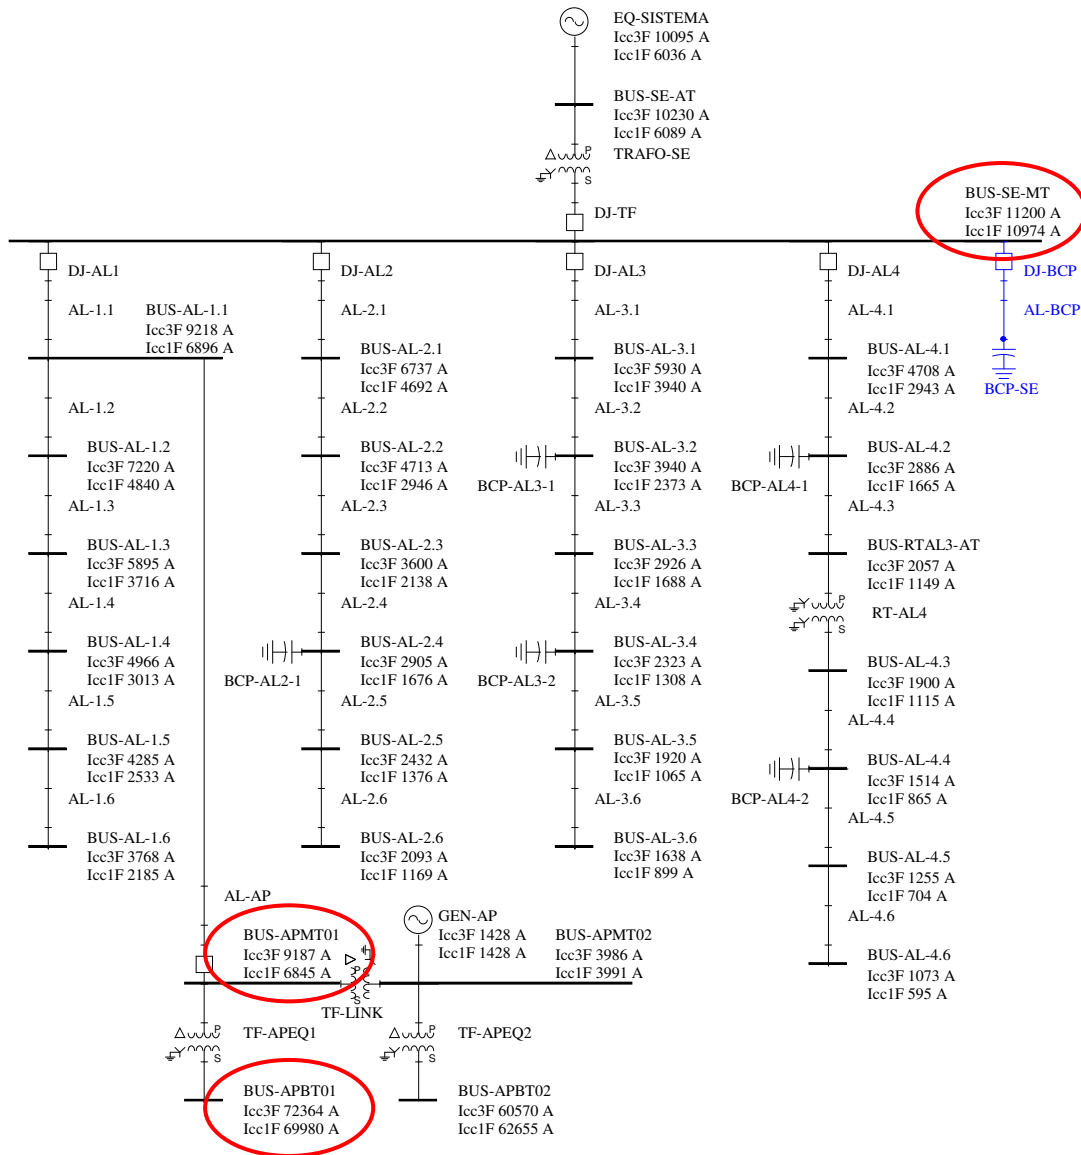 EQ-SISTEMA
Icc3F 10095 A
Icc1F 6036 A
BUS-SE-AT
Icc3F 10230 A
Icc1F 6089 A
P
TRAFO-SE
S
BUS-SE-MT
Icc3F 11200 A
Icc1F 10974 A
DJ-TF
DJ-AL1
DJ-AL2
DJ-AL3
DJ-AL4
DJ-BCP
AL-1.1
BUS-AL-1.1
Icc3F 9218 A
Icc1F 6896 A
AL-1.2
BUS-AL-1.2
Icc3F 7220 A
Icc1F 4840 A
AL-1.3
BUS-AL-1.3
Icc3F 5895 A
Icc1F 3716 A
AL-1.4
BUS-AL-1.4
Icc3F 4966 A
Icc1F 3013 A
AL-1.5
BUS-AL-1.5
Icc3F 4285 A
Icc1F 2533 A
AL-1.6
BUS-AL-1.6
Icc3F 3768 A
Icc1F 2185 A
AL-2.1
BUS-AL-2.1
Icc3F 6737 A
Icc1F 4692 A
AL-2.2
BUS-AL-2.2
Icc3F 4713 A
Icc1F 2946 A
AL-2.3
BUS-AL-2.3
Icc3F 3600 A
Icc1F 2138 A
AL-2.4
BUS-AL-2.4
Icc3F 2905 A
Icc1F 1676 A
BCP-AL2-1
AL-2.5
BUS-AL-2.5
Icc3F 2432 A
Icc1F 1376 A
AL-2.6
BUS-AL-2.6
Icc3F 2093 A
Icc1F 1169 A
AL-3.1
BUS-AL-3.1
Icc3F 5930 A
Icc1F 3940 A
AL-3.2
BUS-AL-3.2
Icc3F 3940 A
Icc1F 2373 A
BCP-AL3-1
AL-3.3
BUS-AL-3.3
Icc3F 2926 A
Icc1F 1688 A
AL-3.4
BUS-AL-3.4
Icc3F 2323 A
Icc1F 1308 A
BCP-AL3-2
AL-3.5
BUS-AL-3.5
Icc3F 1920 A
Icc1F 1065 A
AL-3.6
BUS-AL-3.6
Icc3F 1638 A
Icc1F 899 A
AL-4.1
BUS-AL-4.1
Icc3F 4708 A
Icc1F 2943 A
AL-4.2
BUS-AL-4.2
Icc3F 2886 A
Icc1F 1665 A
BCP-AL4-1
AL-4.3
BUS-RTAL3-AT
Icc3F 2057 A
Icc1F 1149 A
P
RT-AL4
S
BUS-AL-4.3
Icc3F 1900 A
Icc1F 1115 A
AL-4.4
BUS-AL-4.4
Icc3F 1514 A
Icc1F 865 A
BCP-AL4-2
AL-4.5
BUS-AL-4.5
Icc3F 1255 A
Icc1F 704 A
AL-4.6
BUS-AL-4.6
Icc3F 1073 A
Icc1F 595 A
AL-BCP
BCP-SE
AL-AP
BUS-APMT01
Icc3F 9187 A
Icc1F 6845 A
P
S
TF-LINK
GEN-AP
Icc3F 1428 A
Icc1F 1428 A
BUS-APMT02
Icc3F 3986 A
Icc1F 3991 A
P
TF-APEQ1
S
P
TF-APEQ2
S
BUS-APBT01
Icc3F 72364 A
Icc1F 69980 A
BUS-APBT02
Icc3F 60570 A
Icc1F 62655 A